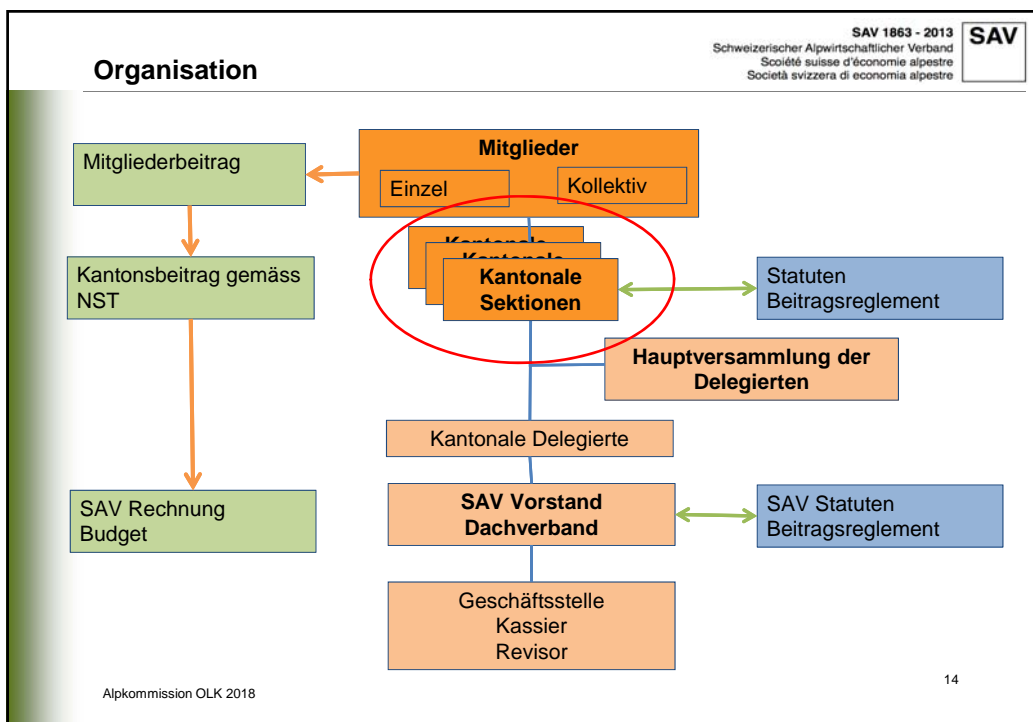 SAV 1863 - 2013
Schweizerischer Alpwirtschaftlicher Verband
Scoiété suisse d'économie alpestre
Società svizzera di economia alpestre
SAV
Organisation
Mitglieder
Einzel
Kollektiv
Mitgliederbeitrag
Kantonale
Kantonale
Kantonale
Sektionen
Kantonsbeitrag gemäss
NST
Statuten
Beitragsreglement
Hauptversammlung der
Delegierten
Kantonale Delegierte
SAV Rechnung
Budget
SAV Vorstand
Dachverband
SAV Statuten
Beitragsreglement
Geschäftsstelle
Kassier
Revisor
Alpkommission OLK 2018
14